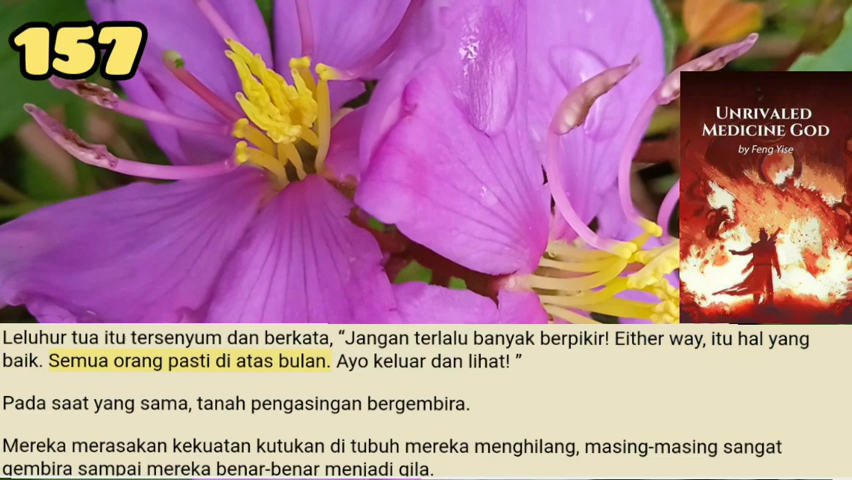 157
UNRIVALED
MEDICINE GOD
by Feng Yise
Leluhur tua itu tersenyum dan berkata, “Jangan terlalu banyak berpikir! Either way, itu hal yang
baik. Semua orang pasti di atas bulan. Ayo keluar dan lihat! ”
Pada saat yang sama, tanah pengasingan bergembira.
Mereka merasakan kekuatan kutukan di tubuh mereka menghilang, masing-masing sangat
gembira sampai mereka benar-benar menjadi gila.